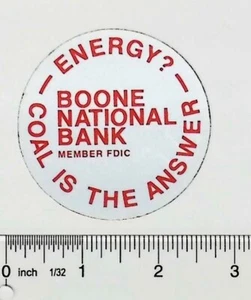 — ENERGY? —
BOONE
NATIONAL
BANK
MEMBER FDIC
COAL IS THE ANSWER
0 inch 1/32 1 2 3